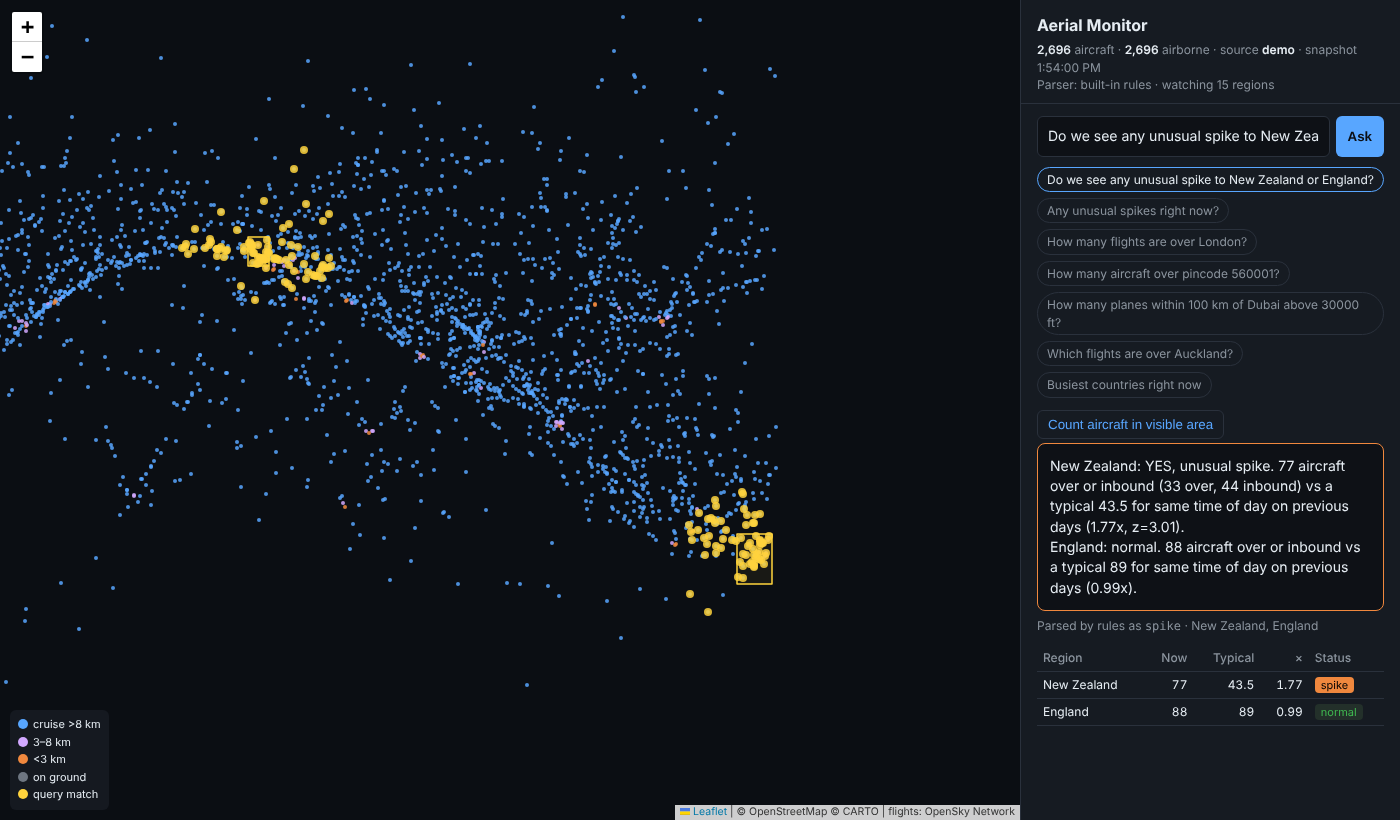 +
−
Aerial Monitor
2,696 aircraft · 2,696 airborne · source demo · snapshot
1:54:00 PM
Parser: built-in rules · watching 15 regions
Do we see any unusual spike to New Zea
Ask
Do we see any unusual spike to New Zealand or England?
Any unusual spikes right now?
How many flights are over London?
How many aircraft over pincode 560001?
How many planes within 100 km of Dubai above 30000
ft?
Which flights are over Auckland?
Busiest countries right now
Count aircraft in visible area
New Zealand: YES, unusual spike. 77 aircraft
over or inbound (33 over, 44 inbound) vs a
typical 43.5 for same time of day on previous
days (1.77x, z=3.01).
England: normal. 88 aircraft over or inbound vs
a typical 89 for same time of day on previous
days (0.99x).
Parsed by rules as spike · New Zealand, England
Region Now Typical × Status
New Zealand 77 43.5 1.77 spike
England 88 89 0.99 normal
cruise >8 km
3–8 km
<3 km
on ground
query match
Leaflet | © OpenStreetMap © CARTO | flights: OpenSky Network